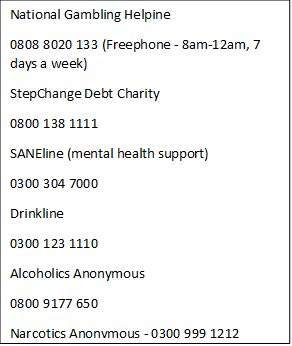 National Gambling Helpine
0808 8020 133 (Freephone - 8am-12am, 7
days a week)
StepChange Debt Charity
0800 138 1111
SANEline (mental health support)
0300 304 7000
Drinkline
0300 123 1110
Alcoholics Anonymous
0800 9177 650
Narcotics Anonymous - 0300 999 1212